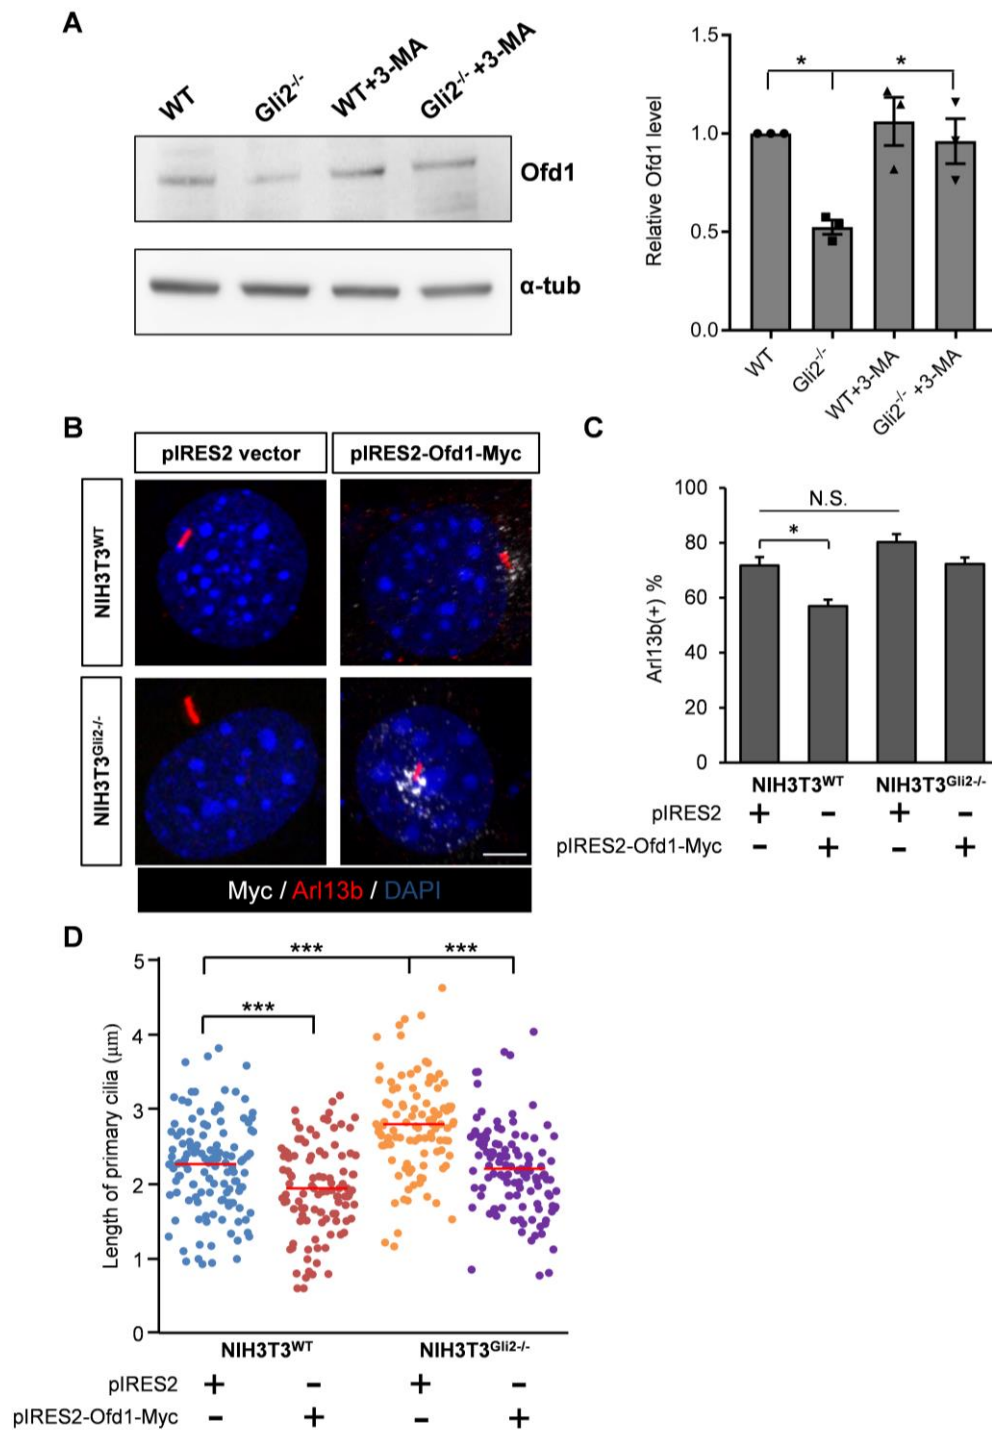 A
WT
Gli2-/-
WT+3-MA
Gli2-/- +3-MA
Ofd1
α-tub
Relative Ofd1 level
1.5
1.0
0.5
0.0
*
*
WT
Gli2-/-
WT+3-MA
Gli2-/- +3-MA
B
pIRES2 vector
pIRES2-Ofd1-Myc
NIH3T3WT
NIH3T3Gli2-/-
Myc / Arl13b / DAPI
C
Arl13b(+) %
100
80
60
40
20
0
N.S.
*
NIH3T3WT NIH3T3Gli2-/-
pIRES2 + - + -
pIRES2-Ofd1-Myc - + - +
D
Length of primary cilia (μm)
5
4
3
2
1
0
*** ***
***
NIH3T3WT NIH3T3Gli2-/-
pIRES2 + - + -
pIRES2-Ofd1-Myc - + - +